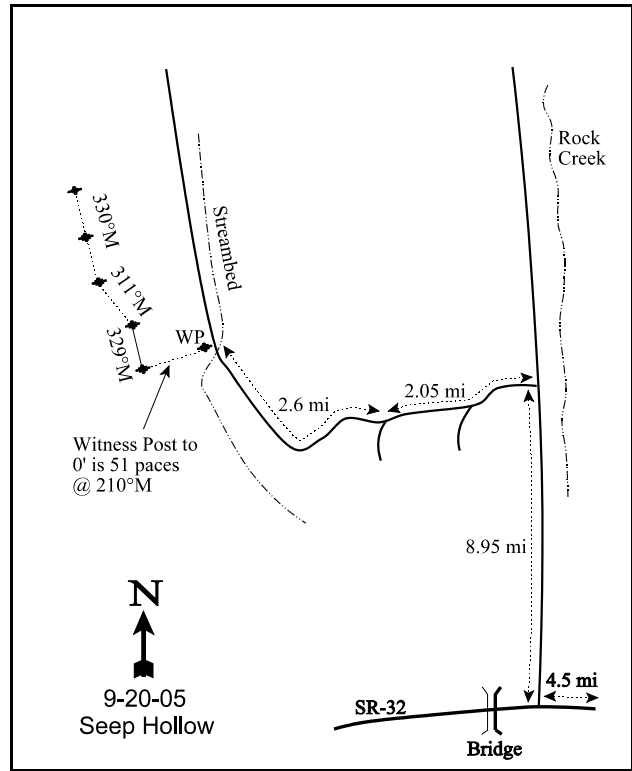 Rock
Creek
330°M
Streambed
311°M
329°M
WP
2.6 mi
2.05 mi
Witness Post to
0' is 51 paces
@ 210°M
8.95 mi
N
9-20-05
Seep Hollow
4.5 mi
SR-32
Bridge